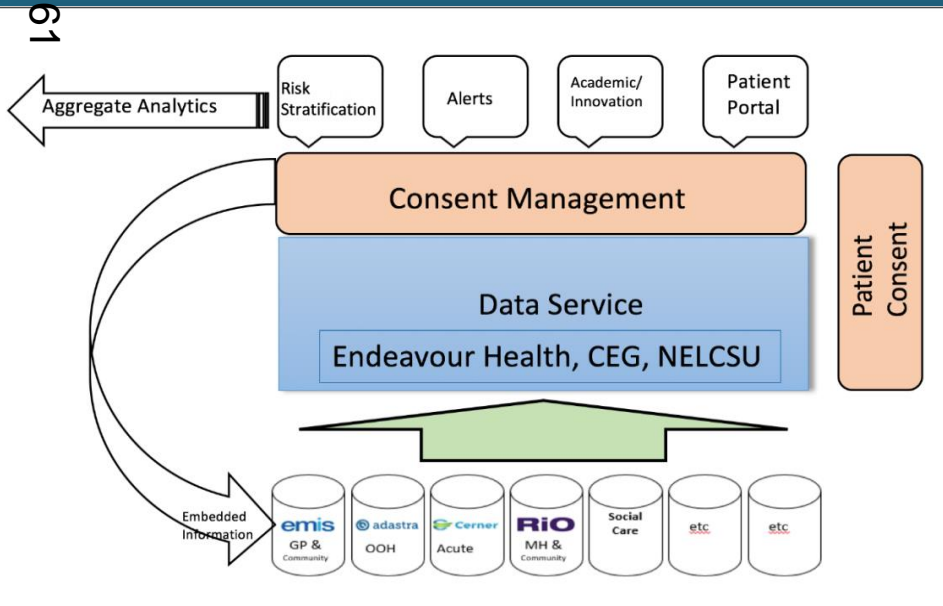 61
Aggregate Analytics
Risk
Stratification
Alerts
Academic/
Innovation
Patient
Portal
Consent Management
Patient
Consent
Data Service
Endeavour Health, CEG, NELCSU
Embedded
Information
emis
GP &
Community
adastra
OOH
Cerner
Acute
RiO
MH &
Community
Social
Care
etc
etc